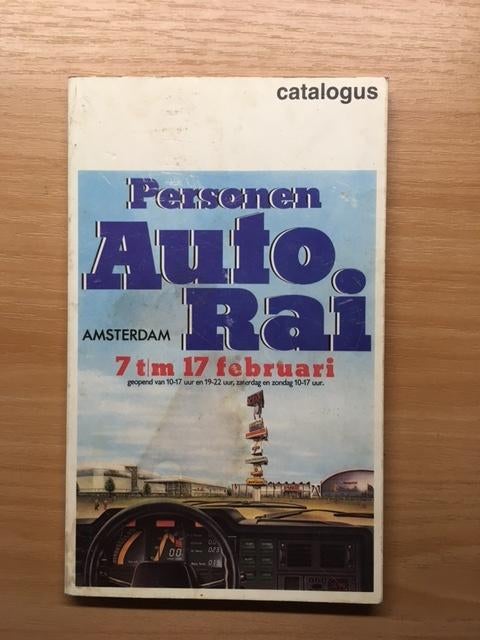 catalogus
Personen
Auto.
Rai
AMSTERDAM
7 t|m 17 februari
geopend van 10-17 uur en 19-22 uur, zaterdag en zondag 10-17 uur.